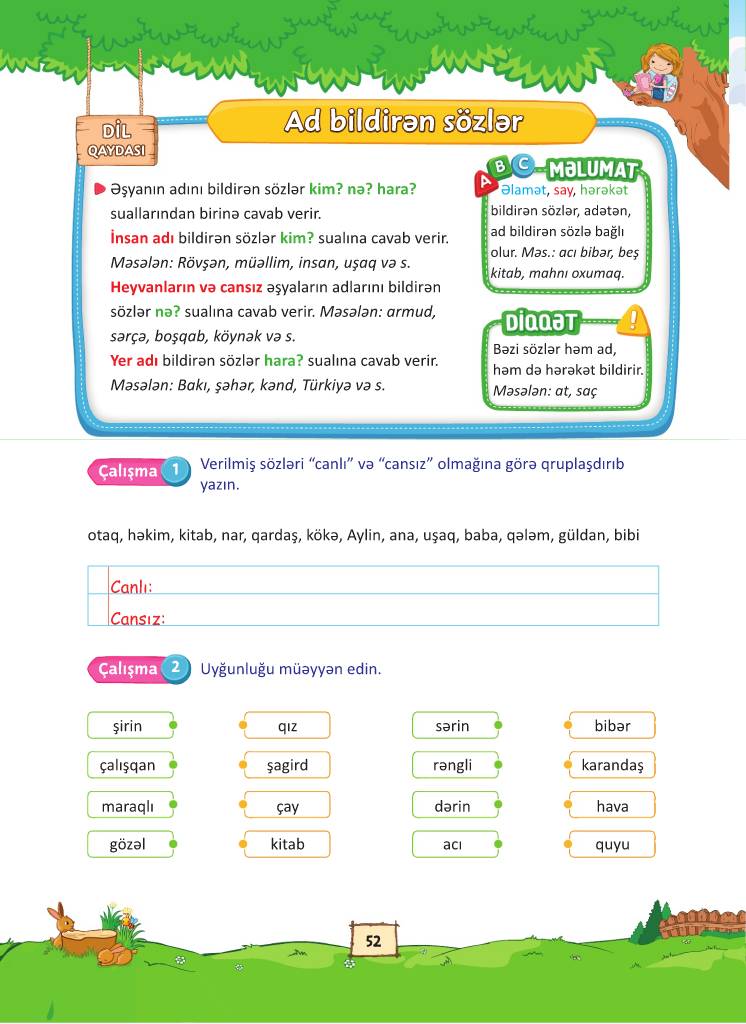 Ad bildirən sözlər
DİL
QAYDASI
Əşyanın adını bildirən sözlər kim? nə? hara?
suallarından birinə cavab verir.
İnsan adı bildirən sözlər kim? sualına cavab verir.
Məsələn: Rövşən, müəllim, insan, uşaq və s.
Heyvanların və cansız əşyaların adlarını bildirən
sözlər nə? sualına cavab verir. Məsələn: armud,
sərçə, boşqab, köynək və s.
Yer adı bildirən sözlər hara? sualına cavab verir.
Məsələn: Bakı, şəhər, kənd, Türkiyə və s.
A B C MƏLUMAT
Əlamət, say, hərəkət
bildirən sözlər, adətən,
ad bildirən sözlə bağlı
olur. Məs.: acı bibər, beş
kitab, mahnı oxumaq.
DİQQƏT !
Bəzi sözlər həm ad,
həm də hərəkət bildirir.
Məsələn: at, saç
Çalışma 1 Verilmiş sözləri “canlı” və “cansız” olmağına görə qruplaşdırıb
yazın.
otaq, həkim, kitab, nar, qardaş, kökə, Aylin, ana, uşaq, baba, qələm, güldan, bibi
Canlı:
Cansız:
Çalışma 2 Uyğunluğu müəyyən edin.
şirin qız sərin bibər
çalışqan şagird rəngli karandaş
maraqlı çay dərin hava
gözəl kitab acı quyu
52